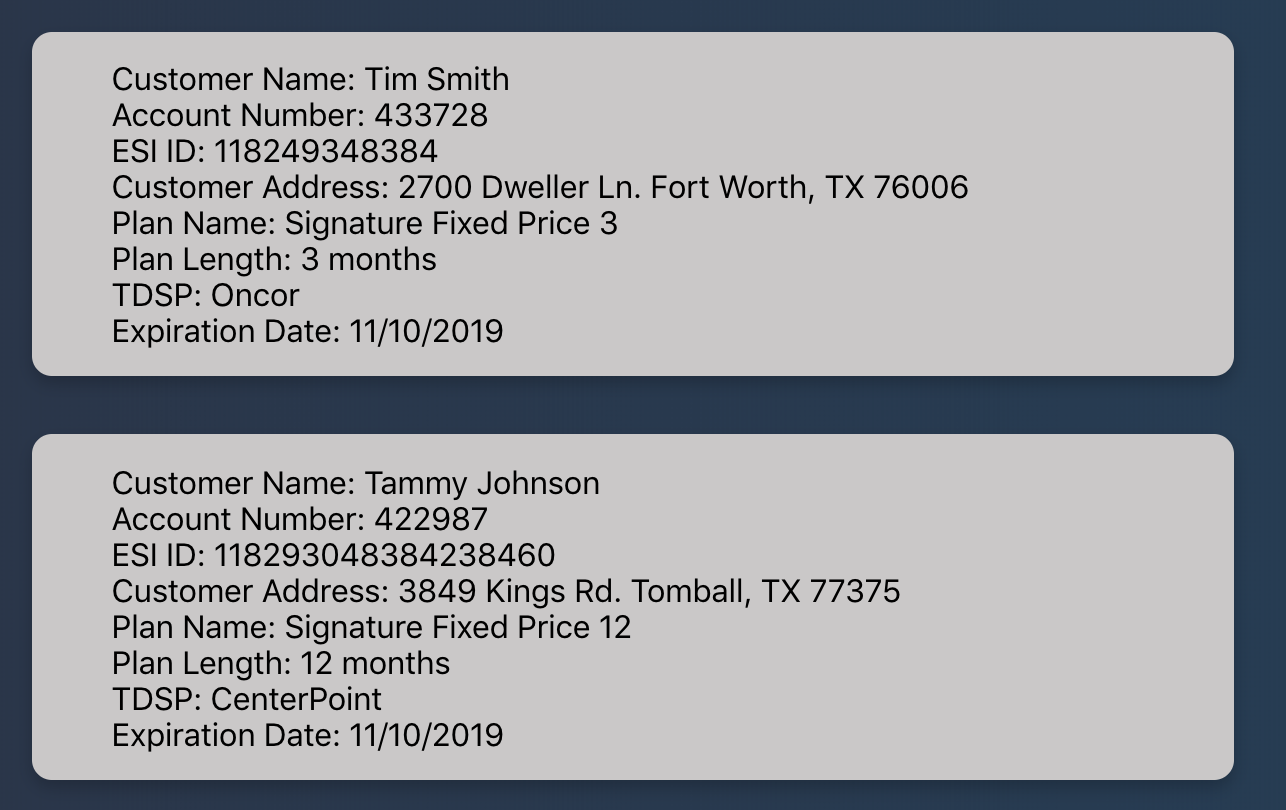 Customer Name: Tim Smith
Account Number: 433728
ESI ID: 118249348384
Customer Address: 2700 Dweller Ln. Fort Worth, TX 76006
Plan Name: Signature Fixed Price 3
Plan Length: 3 months
TDSP: Oncor
Expiration Date: 11/10/2019
Customer Name: Tammy Johnson
Account Number: 422987
ESI ID: 118293048384238460
Customer Address: 3849 Kings Rd. Tomball, TX 77375
Plan Name: Signature Fixed Price 12
Plan Length: 12 months
TDSP: CenterPoint
Expiration Date: 11/10/2019